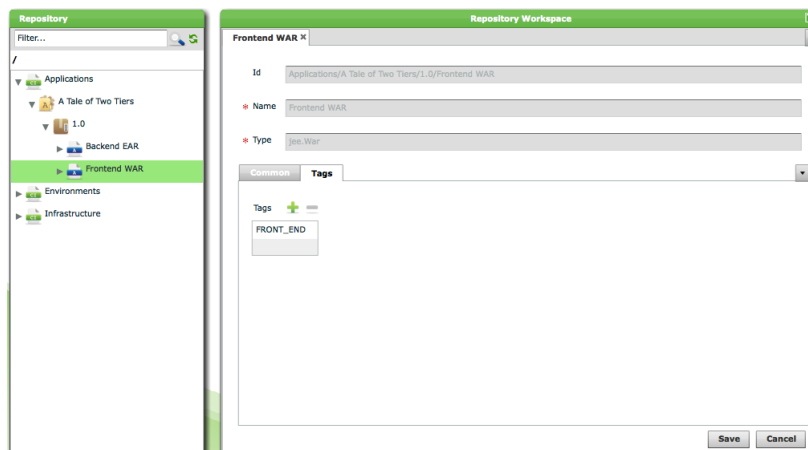 Repository
Filter...
/
Applications
A Tale of Two Tiers
1.0
Backend EAR
Frontend WAR
Environments
Infrastructure
Repository Workspace
Frontend WAR ×
Id Applications/A Tale of Two Tiers/1.0/Frontend WAR
* Name Frontend WAR
* Type jee.War
Common Tags
Tags
FRONT_END
Save Cancel